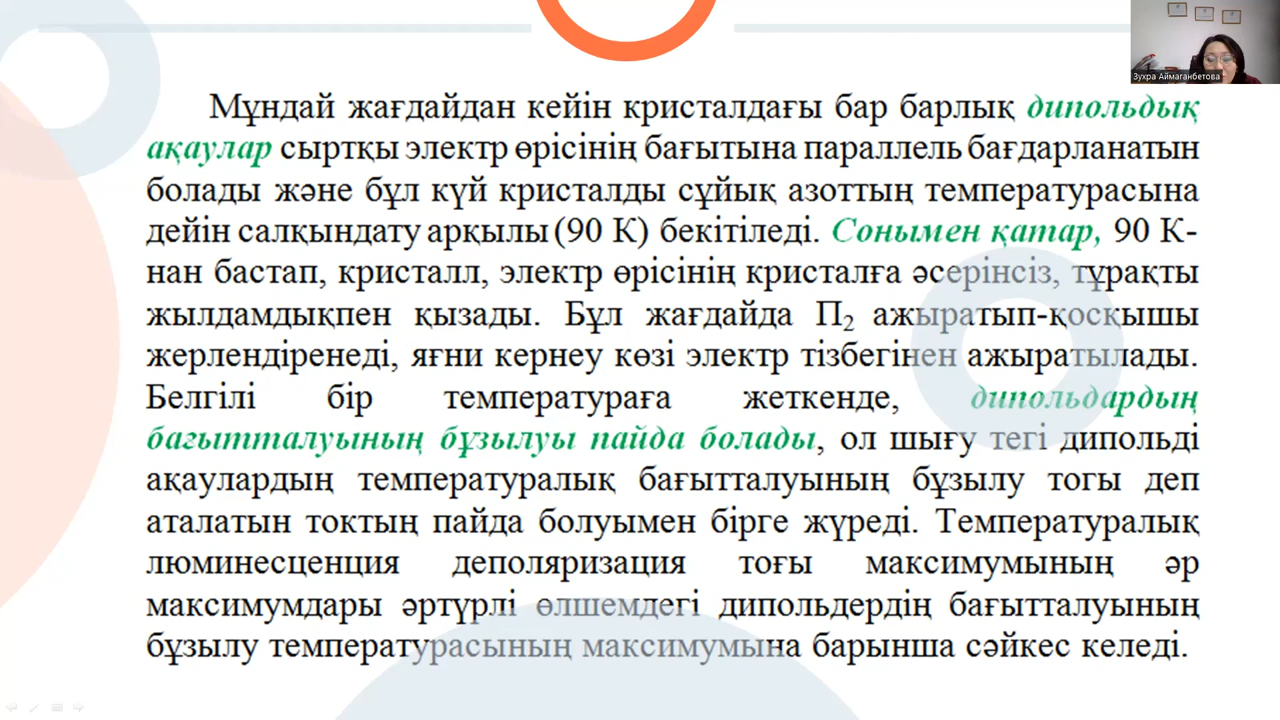 Зухра Аймаганбетова
Мұндай жағдайдан кейін кристалдағы бар барлық дипольдық
ақаулар сыртқы электр өрісінің бағытына параллель бағдарланатын
болады және бұл күй кристалды сұйық азоттың температурасына
дейін салқындату арқылы (90 К) бекітіледі. Сонымен қатар, 90 К-
нан бастап, кристалл, электр өрісінің кристалға әсерінсіз, тұрақты
жылдамдықпен қызады. Бұл жағдайда П2 ажыратып-қосқышы
жерлендіренеді, яғни кернеу көзі электр тізбегінен ажыратылады.
Белгілі бір температураға жеткенде, дипольдардың
бағытталуының бұзылуы пайда болады, ол шығу тегі дипольді
ақаулардың температуралық бағытталуының бұзылу тогы деп
аталатын токтың пайда болуымен бірге жүреді. Температуралық
люминесценция деполяризация тоғы максимумының әр
максимумдары әртүрлі өлшемдегі дипольдердің бағытталуының
бұзылу температурасының максимумына барынша сәйкес келеді.